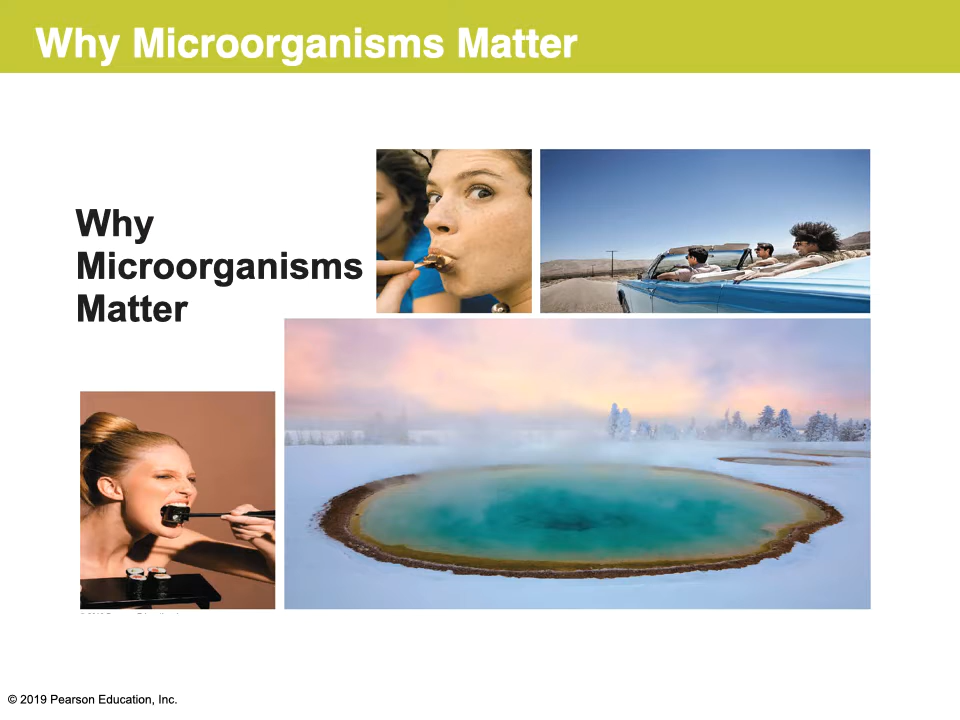 Why Microorganisms Matter
Why
Microorganisms
Matter
© 2019 Pearson Education, Inc.